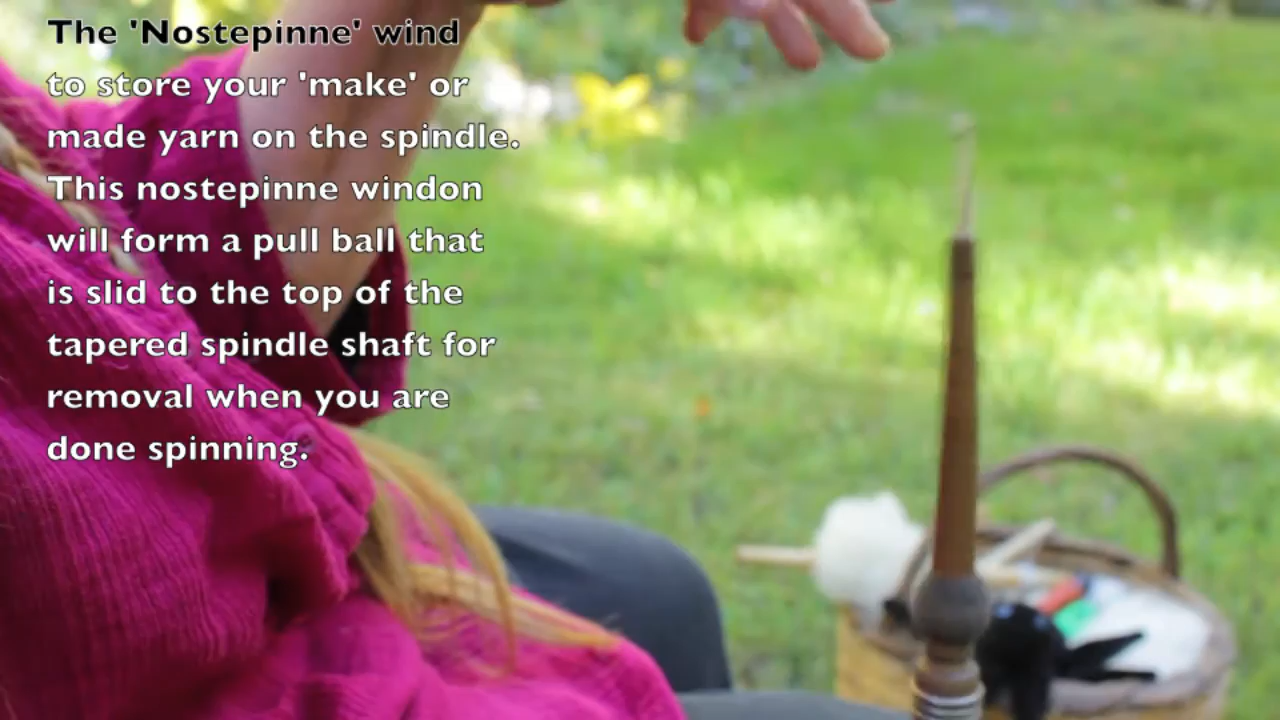 The 'Nostepinne' wind
to store your 'make' or
made yarn on the spindle.
This nostepinne windon
will form a pull ball that
is slid to the top of the
tapered spindle shaft for
removal when you are
done spinning.